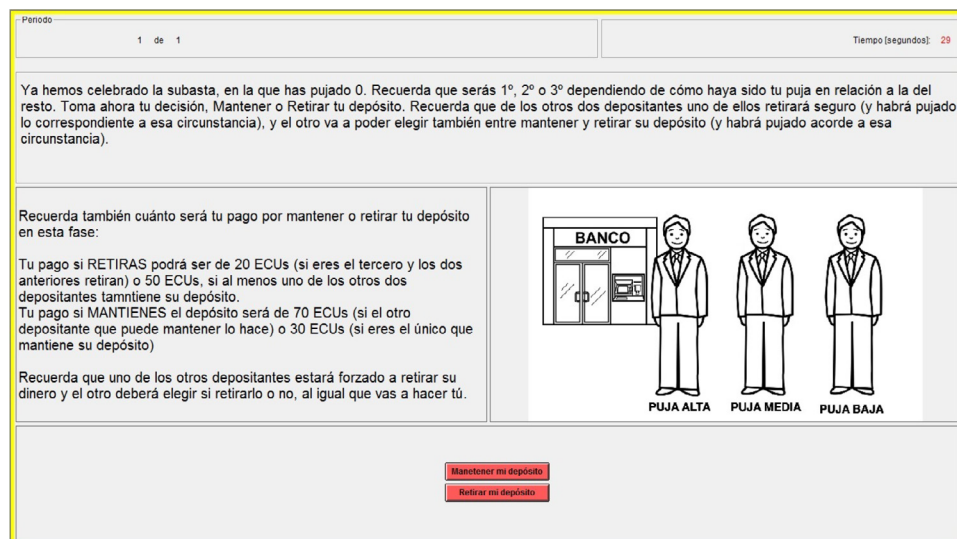 Periodo
1 de 1
Tiempo [segundos]: 29
Ya hemos celebrado la subasta, en la que has pujado 0. Recuerda que serás 1º, 2º o 3º dependiendo de cómo haya sido tu puja en relación a la del
resto. Toma ahora tu decisión, Mantener o Retirar tu depósito. Recuerda que de los otros dos depositantes uno de ellos retirará seguro (y habrá pujado
lo correspondiente a esa circunstancia), y el otro va a poder elegir también entre mantener y retirar su depósito (y habrá pujado acorde a esa
circunstancia).
Recuerda también cuánto será tu pago por mantener o retirar tu depósito
en esta fase:
Tu pago si RETIRAS podrá ser de 20 ECUs (si eres el tercero y los dos
anteriores retiran) o 50 ECUs, si al menos uno de los otros dos
depositantes tamntiene su depósito.
Tu pago si MANTIENES el depósito será de 70 ECUs (si el otro
depositante que puede mantener lo hace) o 30 ECUs (si eres el único que
mantiene su depósito)
Recuerda que uno de los otros depositantes estará forzado a retirar su
dinero y el otro deberá elegir si retirarlo o no, al igual que vas a hacer tú.
BANCO
PUJA ALTA PUJA MEDIA PUJA BAJA
Manetener mi depósito
Retirar mi depósito